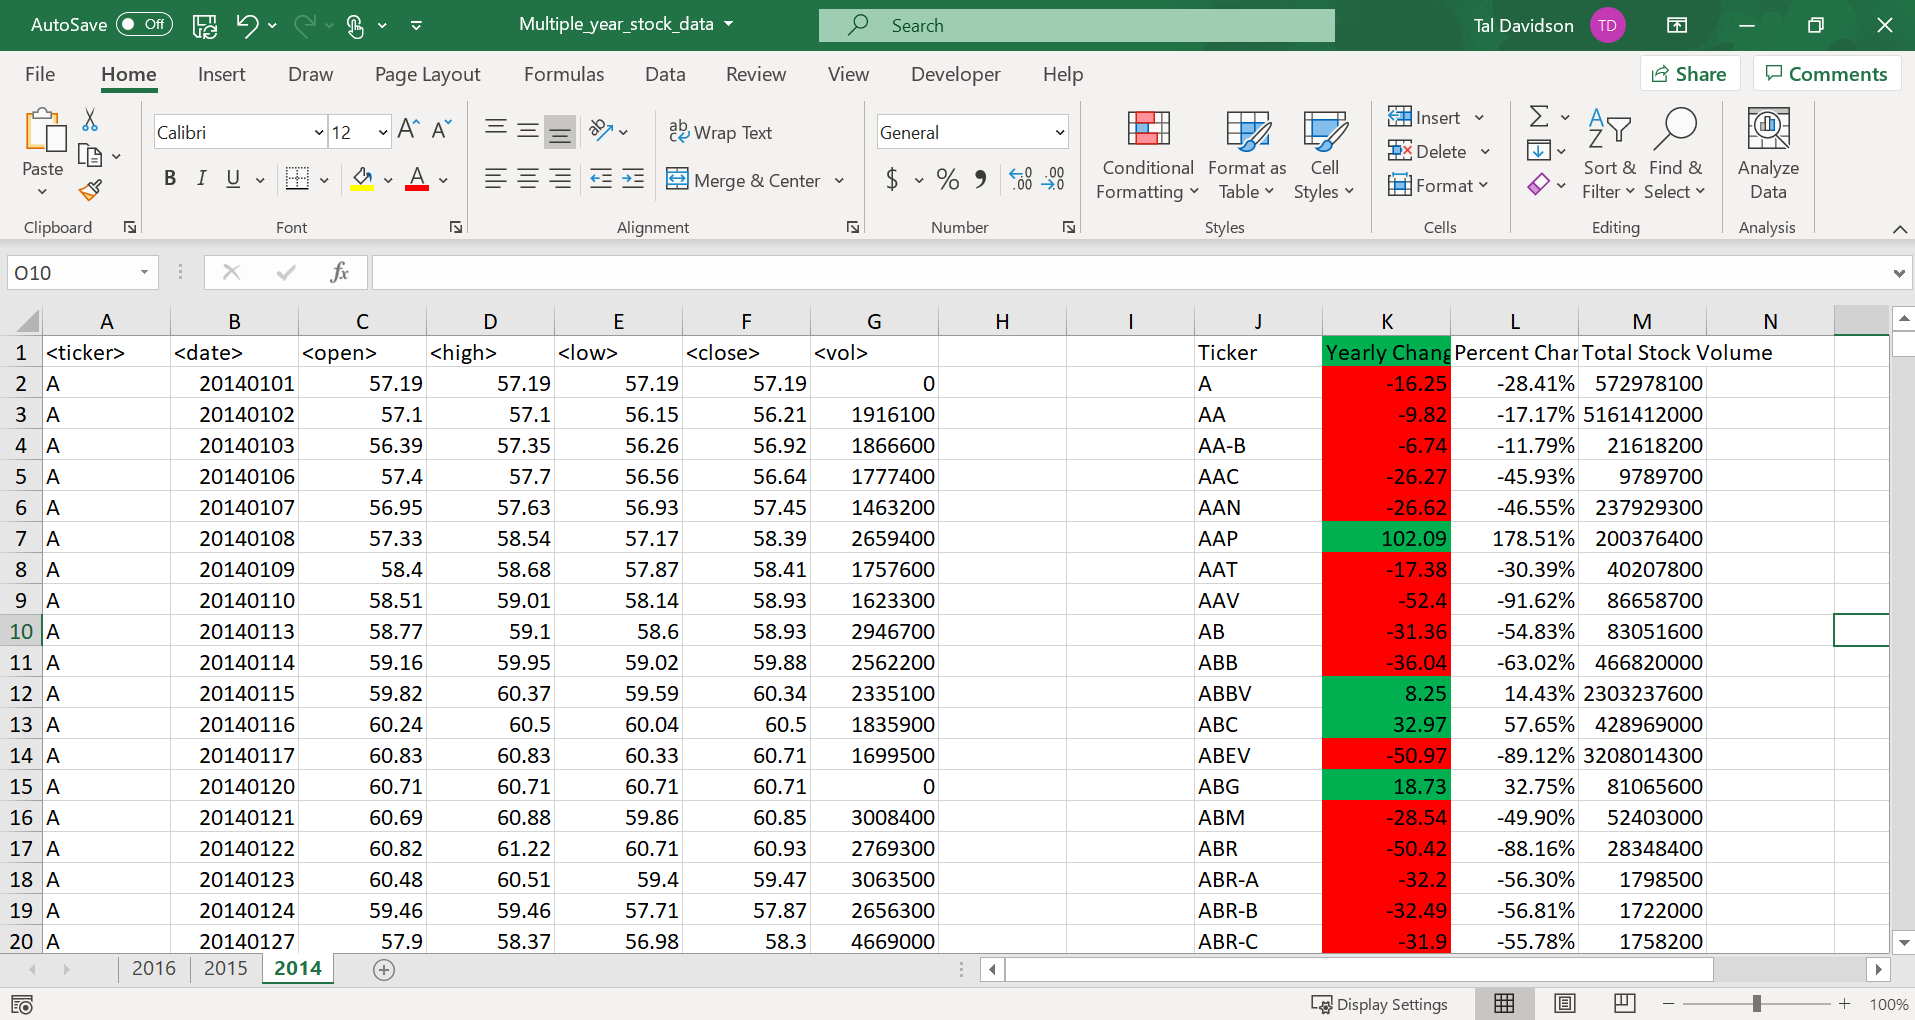 AutoSave Off Multiple_year_stock_data Search Tal Davidson TD
File Home Insert Draw Page Layout Formulas Data Review View Developer Help Share Comments
Paste Calibri 12 A A B I U A ab Wrap Text Merge & Center General $ % 9 .00 .00 Conditional Formatting Format as Table Cell Styles Insert Delete Format Sort & Filter Find & Select Analyze Data
Clipboard Font Alignment Number Styles Cells Editing Analysis
O10 fx
A B C D E F G H I J K L M N
1 <ticker> <date> <open> <high> <low> <close> <vol> Ticker Yearly Chang Percent Char Total Stock Volume
2 A 20140101 57.19 57.19 57.19 57.19 0 A -16.25 -28.41% 572978100
3 A 20140102 57.1 57.1 56.15 56.21 1916100 AA -9.82 -17.17% 5161412000
4 A 20140103 56.39 57.35 56.26 56.92 1866600 AA-B -6.74 -11.79% 21618200
5 A 20140106 57.4 57.7 56.56 56.64 1777400 AAC -26.27 -45.93% 9789700
6 A 20140107 56.95 57.63 56.93 57.45 1463200 AAN -26.62 -46.55% 237929300
7 A 20140108 57.33 58.54 57.17 58.39 2659400 AAP 102.09 178.51% 200376400
8 A 20140109 58.4 58.68 57.87 58.41 1757600 AAT -17.38 -30.39% 40207800
9 A 20140110 58.51 59.01 58.14 58.93 1623300 AAV -52.4 -91.62% 86658700
10 A 20140113 58.77 59.1 58.6 58.93 2946700 AB -31.36 -54.83% 83051600
11 A 20140114 59.16 59.95 59.02 59.88 2562200 ABB -36.04 -63.02% 466820000
12 A 20140115 59.82 60.37 59.59 60.34 2335100 ABBV 8.25 14.43% 2303237600
13 A 20140116 60.24 60.5 60.04 60.5 1835900 ABC 32.97 57.65% 428969000
14 A 20140117 60.83 60.83 60.33 60.71 1699500 ABEV -50.97 -89.12% 3208014300
15 A 20140120 60.71 60.71 60.71 60.71 0 ABG 18.73 32.75% 81065600
16 A 20140121 60.69 60.88 59.86 60.85 3008400 ABM -28.54 -49.90% 52403000
17 A 20140122 60.82 61.22 60.71 60.93 2769300 ABR -50.42 -88.16% 28348400
18 A 20140123 60.48 60.51 59.4 59.47 3063500 ABR-A -32.2 -56.30% 1798500
19 A 20140124 59.46 59.46 57.71 57.87 2656300 ABR-B -32.49 -56.81% 1722000
20 A 20140127 57.9 58.37 56.98 58.3 4669000 ABR-C -31.9 -55.78% 1758200
2016 2015 2014
Display Settings 100%